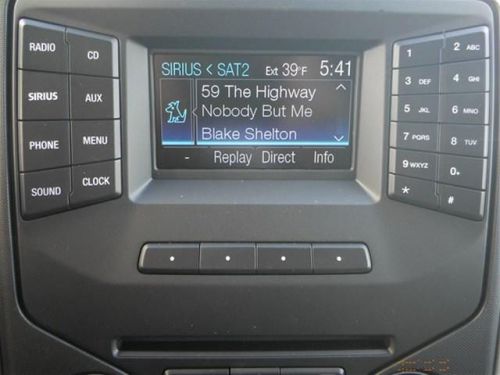 RADIO
CD
SIRIUS
AUX
PHONE
MENU
SOUND
CLOCK
SIRIUS < SAT2 Ext 39°F 5:41
59 The Highway
Nobody But Me
Blake Shelton
- Replay Direct Info
1
2 ABC
3 DEF
4 GHI
5 JKL
6 MNO
7 PQRS
8 TUV
9 WXYZ
0 +
*
#